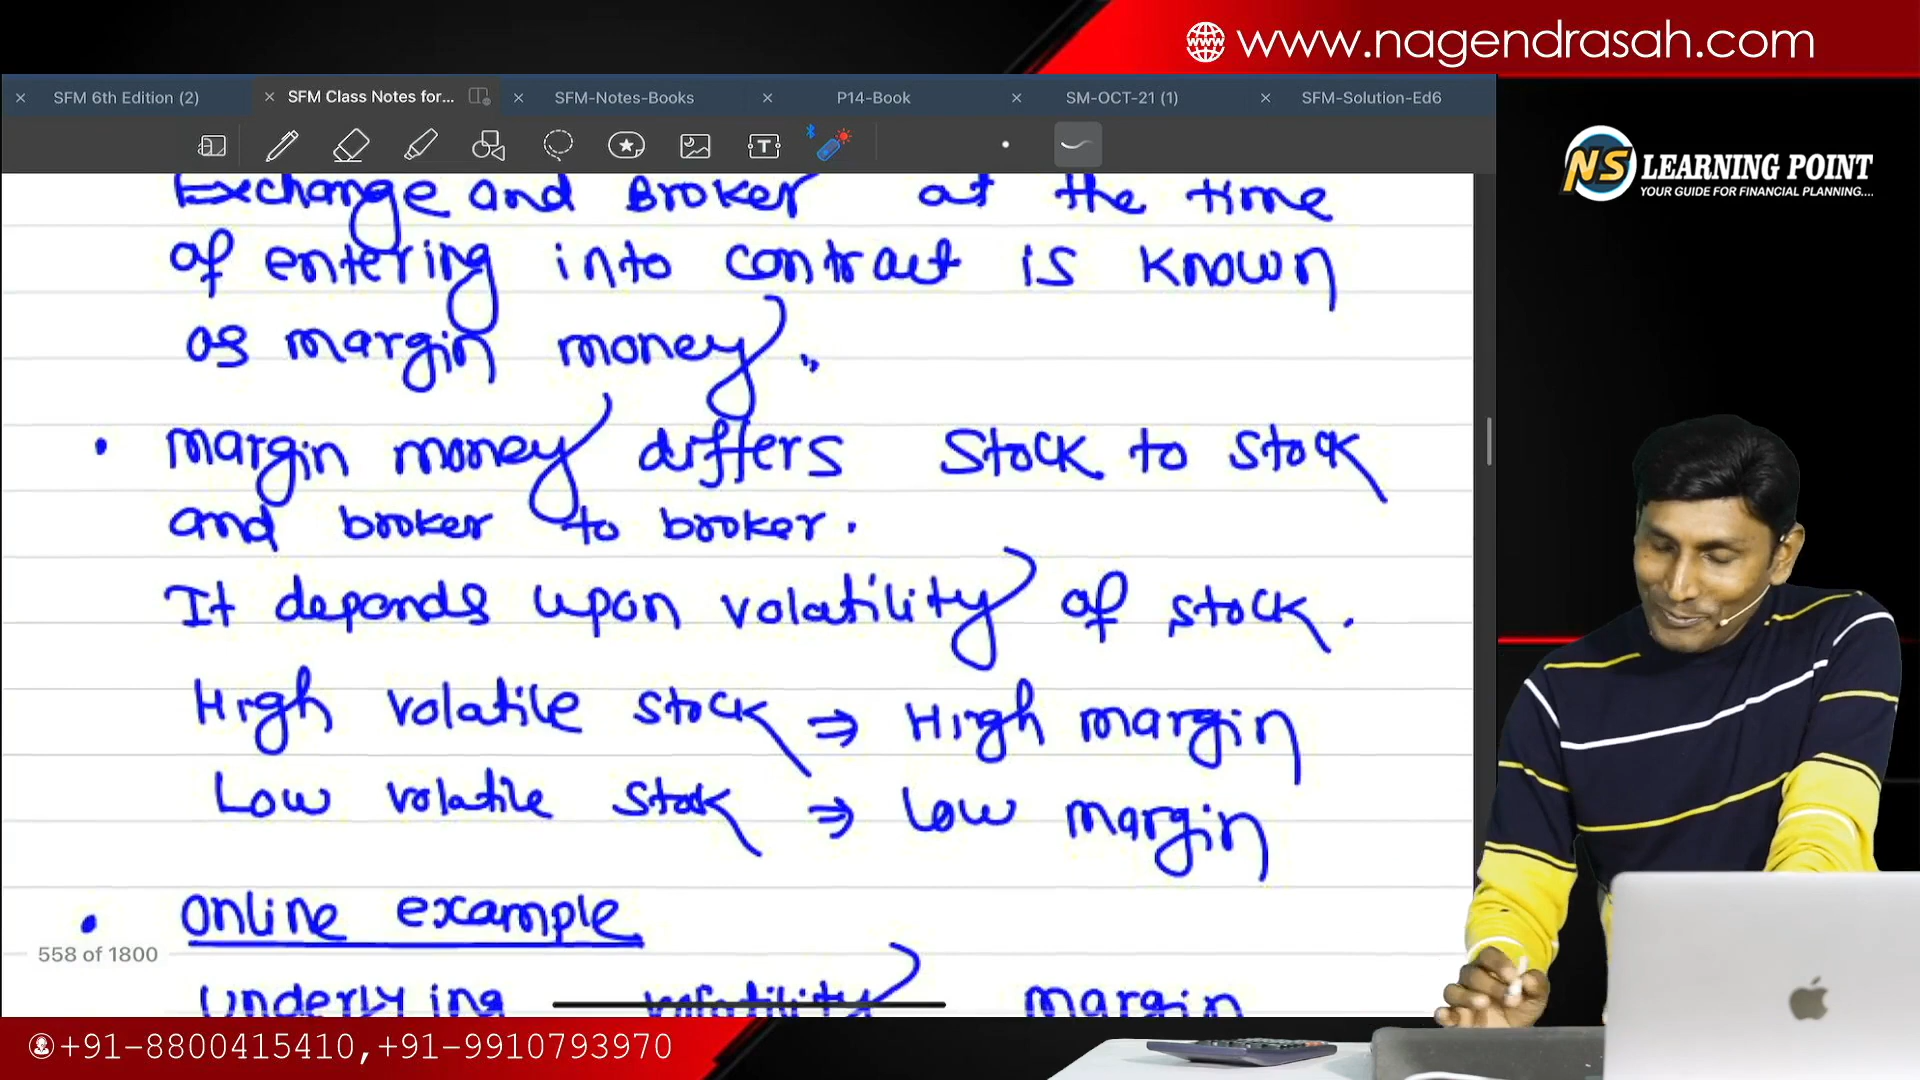 www.nagendrasah.com
SFM 6th Edition (2)
SFM Class Notes for...
SFM-Notes-Books
P14-Book
SM-OCT-21 (1)
SFM-Solution-Ed6
NS LEARNING POINT
YOUR GUIDE FOR FINANCIAL PLANNING....
Exchange and Broker at the time
of entering into contract is known
as margin money.
• Margin money differs stock to stock
and broker to broker.
It depends upon volatility of stock.
High volatile stock ⇒ High margin
Low volatile stock ⇒ Low margin
• Online example
558 of 1800
Underlying volatility margin
+91-8800415410,+91-9910793970